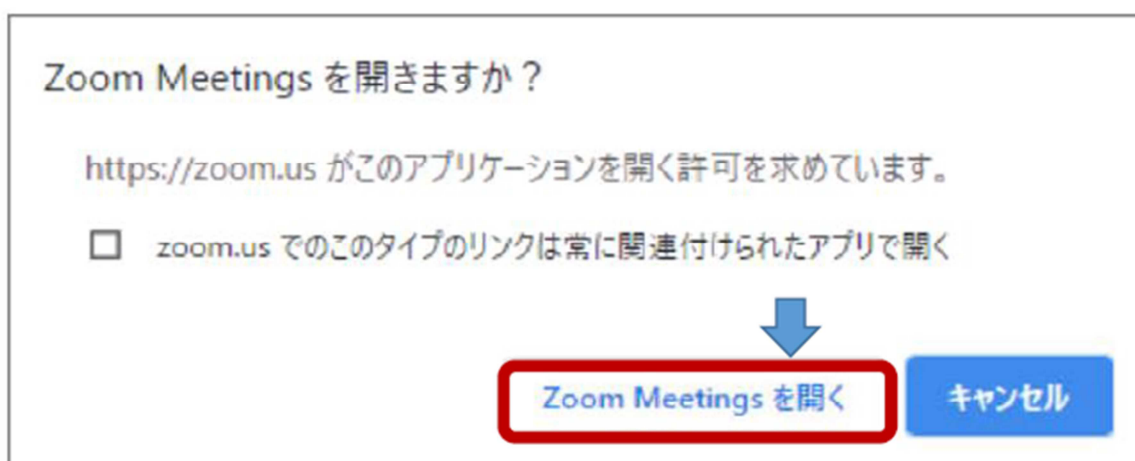 Zoom Meetings を開きますか？
https://zoom.us がこのアプリケーションを開く許可を求めています。
zoom.us でのこのタイプのリンクは常に関連付けられたアプリで開く
Zoom Meetings を開く
キャンセル